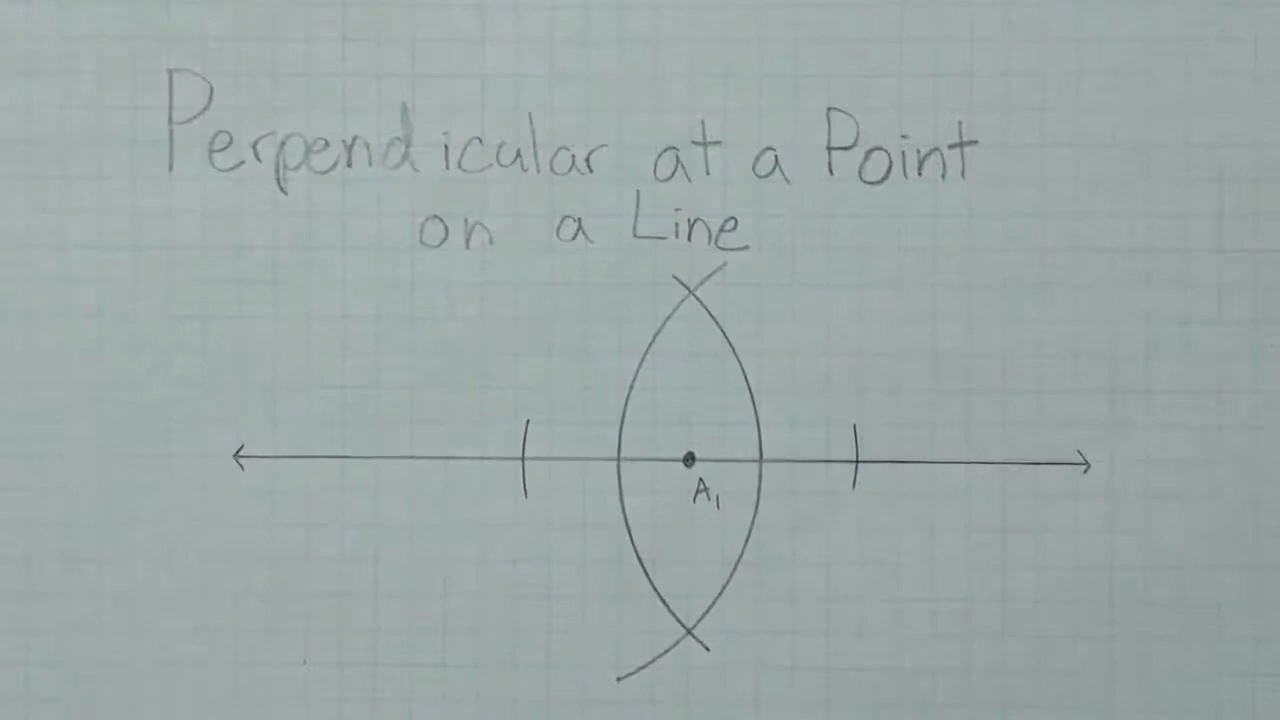 Perpendicular at a Point
on a Line
A₁